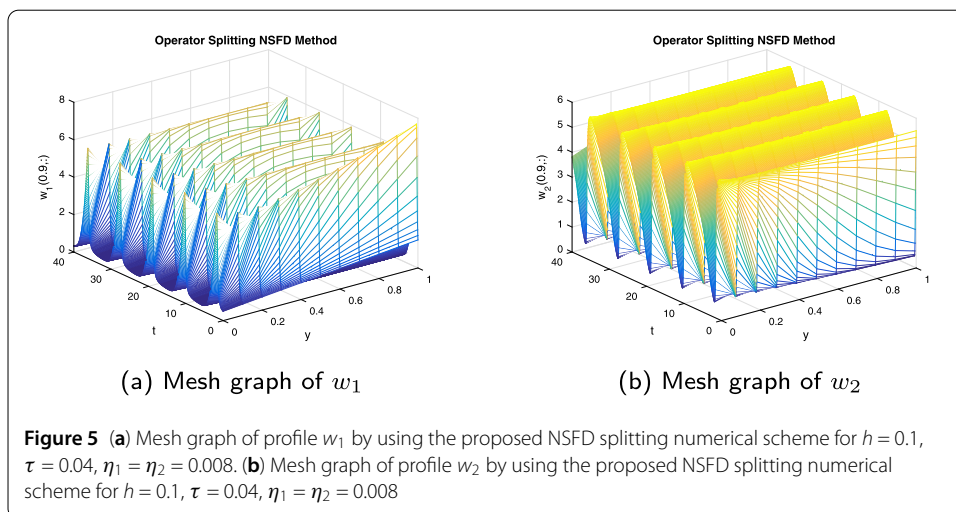 Operator Splitting NSFD Method
w₁(0.9,:)
8
6
4
2
0
40
30
20
10
0
t
0
0.2
0.4
0.6
0.8
1
y
(a) Mesh graph of w₁
Operator Splitting NSFD Method
w₂(0.9,:)
6
5
4
3
2
1
0
40
30
20
10
0
t
0
0.2
0.4
0.6
0.8
1
y
(b) Mesh graph of w₂
Figure 5 (a) Mesh graph of profile w₁ by using the proposed NSFD splitting numerical scheme for h = 0.1,
τ = 0.04, η₁ = η₂ = 0.008. (b) Mesh graph of profile w₂ by using the proposed NSFD splitting numerical
scheme for h = 0.1, τ = 0.04, η₁ = η₂ = 0.008